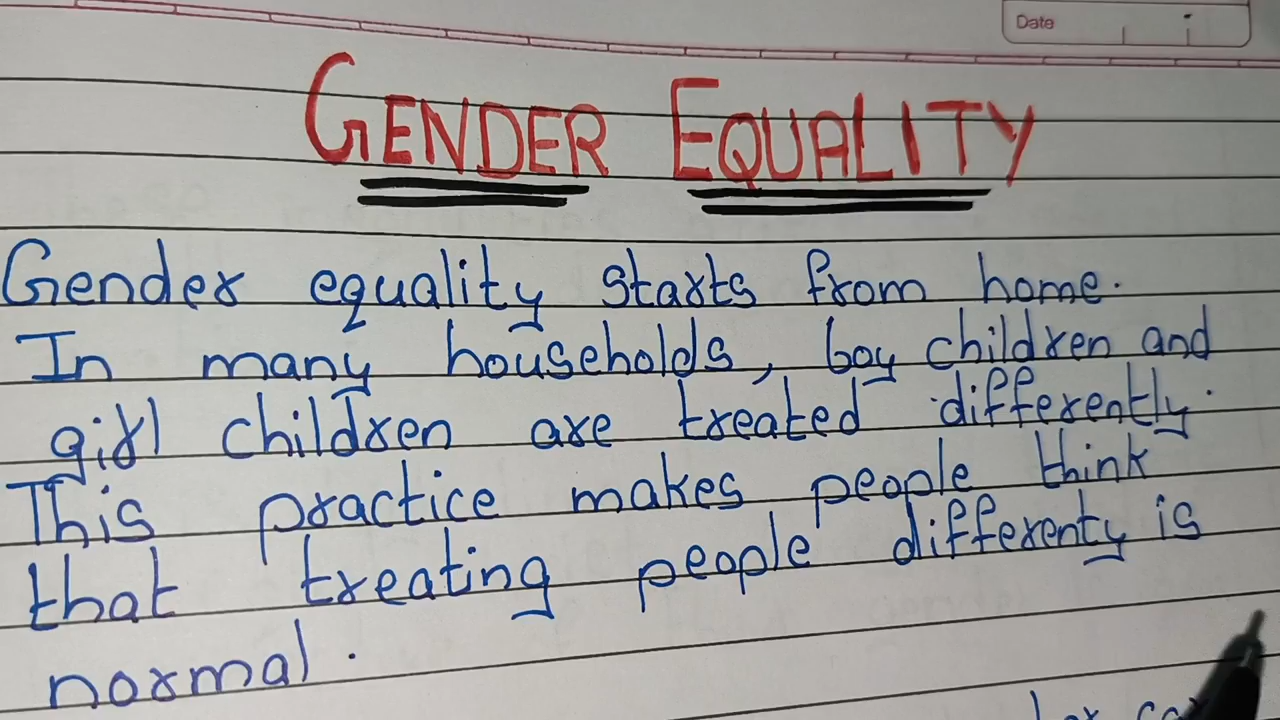 Date
GENDER EQUALITY
Gender equality starts from home.
In many households, boy children and
girl children are treated differently.
This practice makes people think
that treating people differenty is
normal.